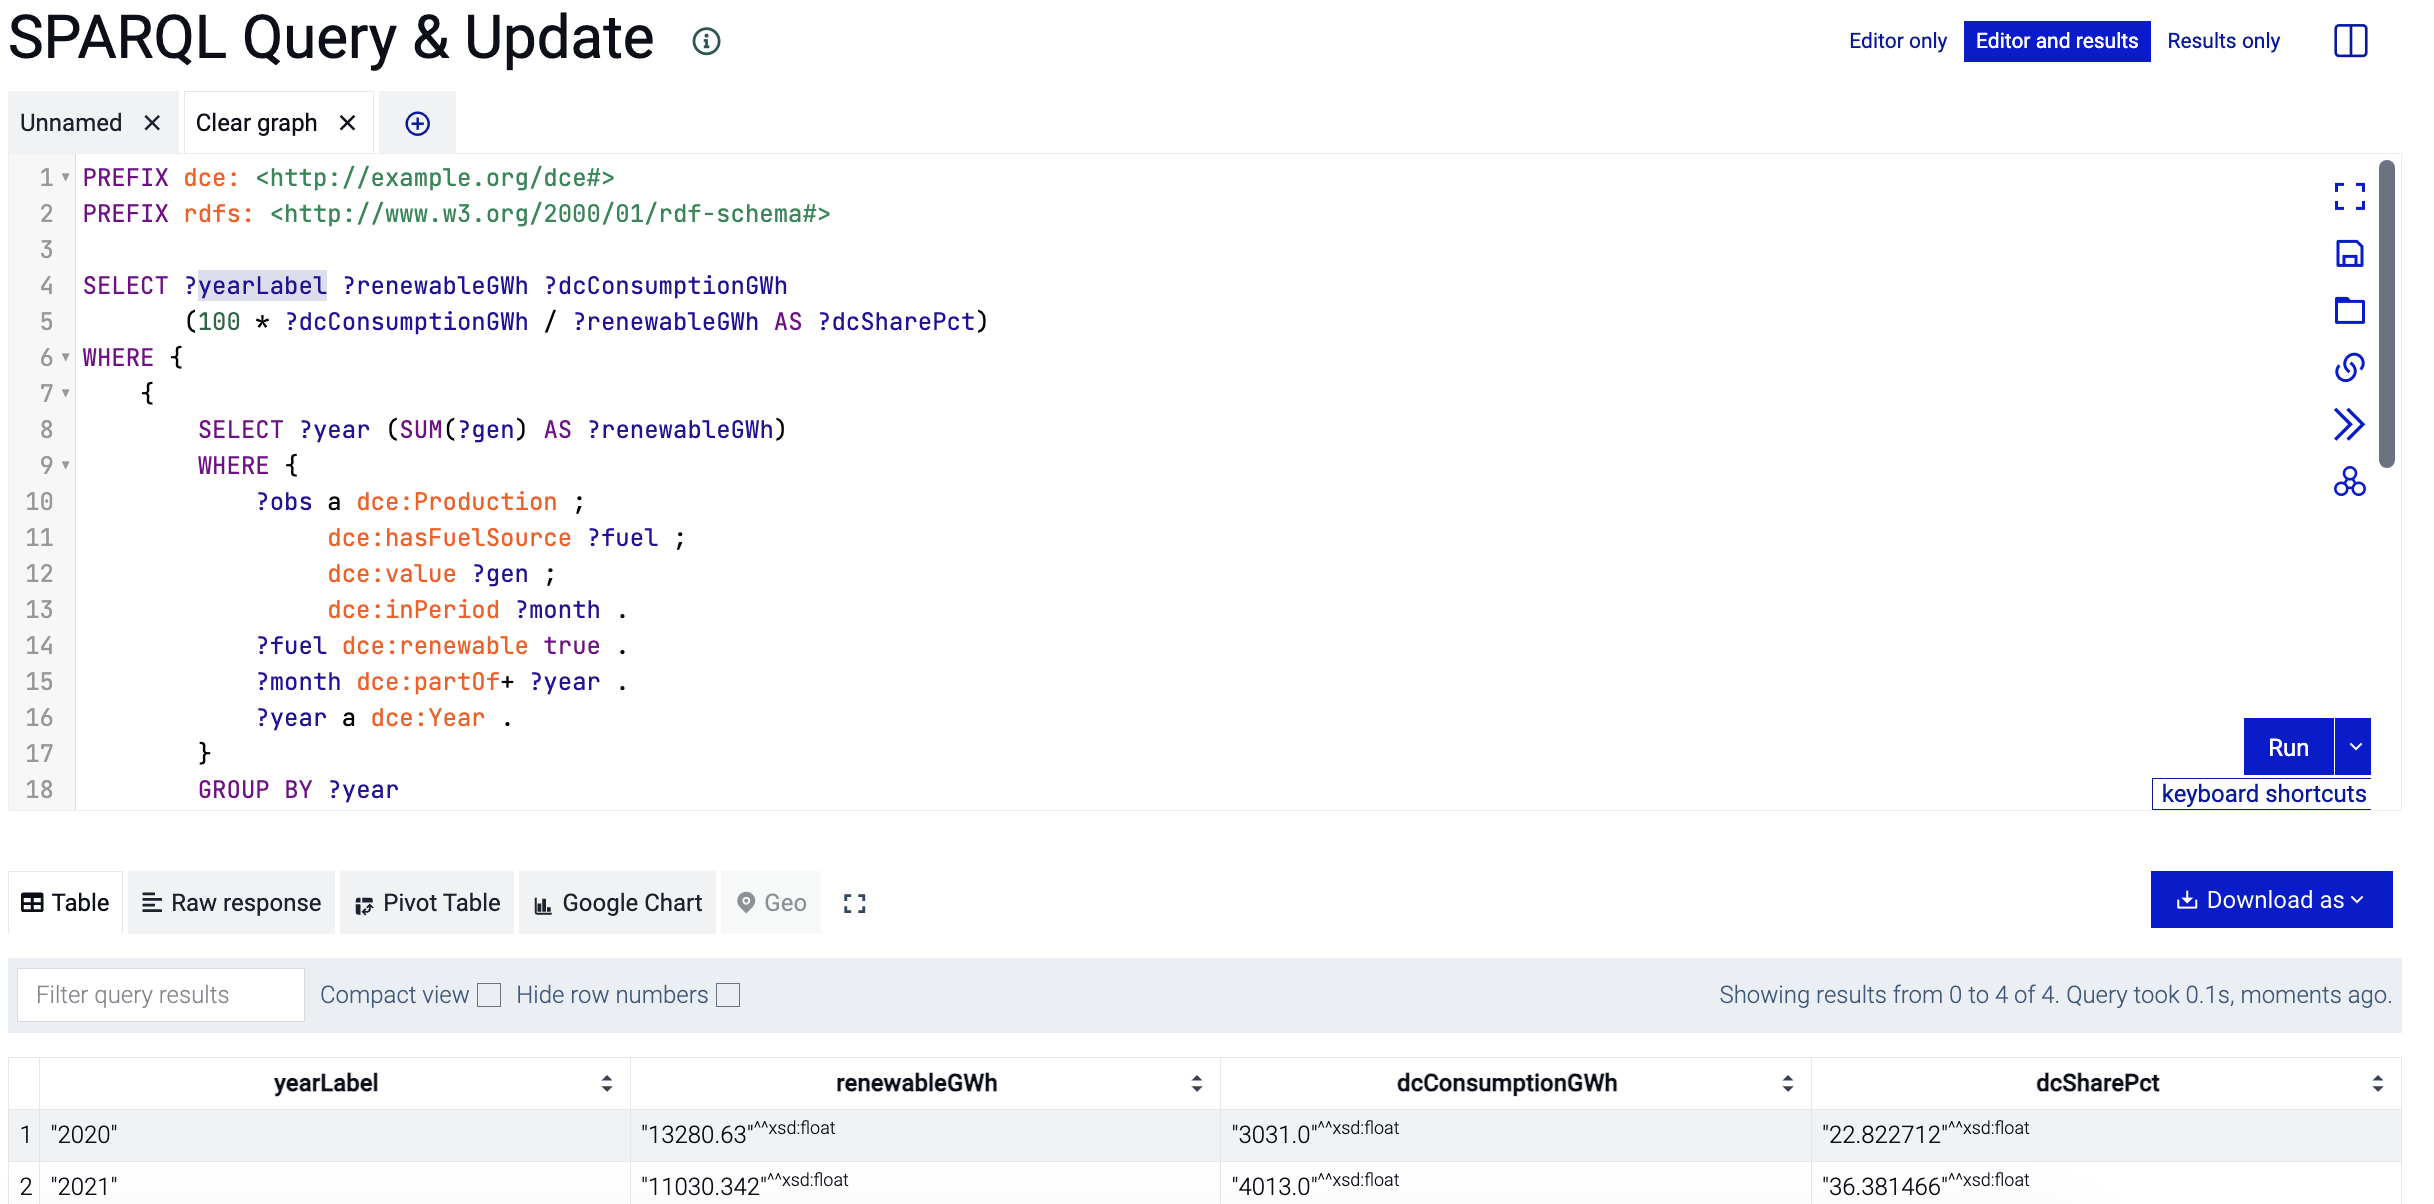 SPARQL Query & Update
Editor only
Editor and results
Results only
Unnamed
Clear graph
1 PREFIX dce: <http://example.org/dce#>
2 PREFIX rdfs: <http://www.w3.org/2000/01/rdf-schema#>
3
4 SELECT ?yearLabel ?renewableGWh ?dcConsumptionGWh
5 (100 * ?dcConsumptionGWh / ?renewableGWh AS ?dcSharePct)
6 WHERE {
7 {
8 SELECT ?year (SUM(?gen) AS ?renewableGWh)
9 WHERE {
10 ?obs a dce:Production ;
11 dce:hasFuelSource ?fuel ;
12 dce:value ?gen ;
13 dce:inPeriod ?month .
14 ?fuel dce:renewable true .
15 ?month dce:partOf+ ?year .
16 ?year a dce:Year .
17 }
18 GROUP BY ?year
Run
keyboard shortcuts
Table
Raw response
Pivot Table
Google Chart
Geo
Download as
Filter query results
Compact view
Hide row numbers
Showing results from 0 to 4 of 4. Query took 0.1s, moments ago.
yearLabel renewableGWh dcConsumptionGWh dcSharePct
1 "2020" "13280.63"^^xsd:float "3031.0"^^xsd:float "22.822712"^^xsd:float
2 "2021" "11030.342"^^xsd:float "4013.0"^^xsd:float "36.381466"^^xsd:float